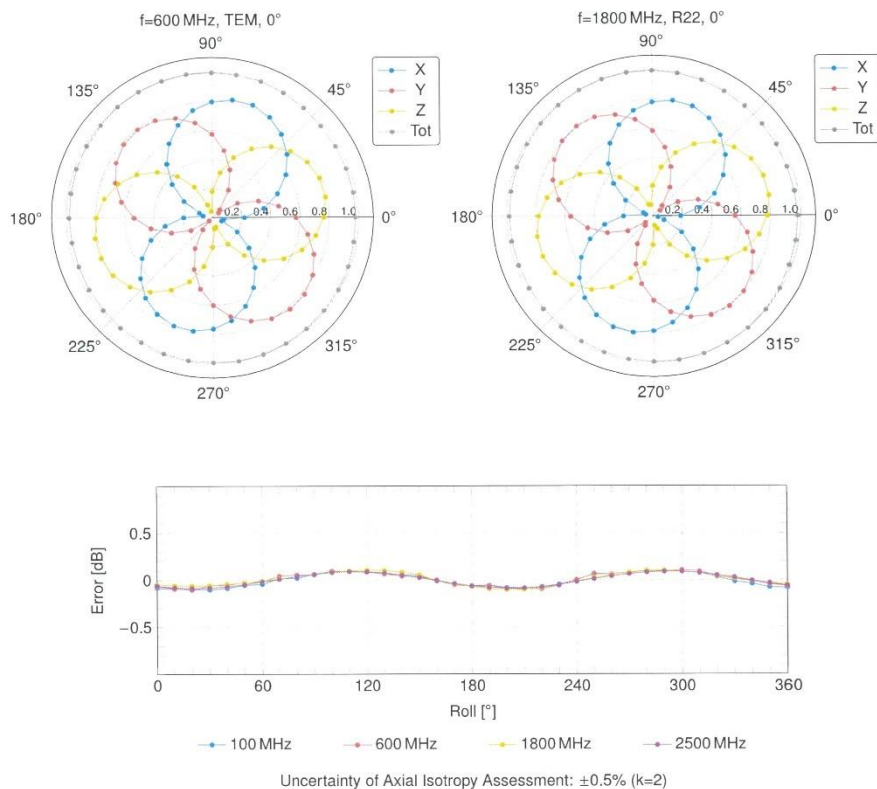 f=600 MHz, TEM, 0°
90°
135°
45°
X
Y
Z
Tot
180°
0.2 0.4 0.6 0.8 1.0
0°
225°
315°
270°
f=1800 MHz, R22, 0°
90°
135°
45°
X
Y
Z
Tot
180°
0.2 0.4 0.6 0.8 1.0
0°
225°
315°
270°
Error [dB]
0.5
0
−0.5
0 60 120 180 240 300 360
Roll [°]
100 MHz 600 MHz 1800 MHz 2500 MHz
Uncertainty of Axial Isotropy Assessment: ±0.5% (k=2)